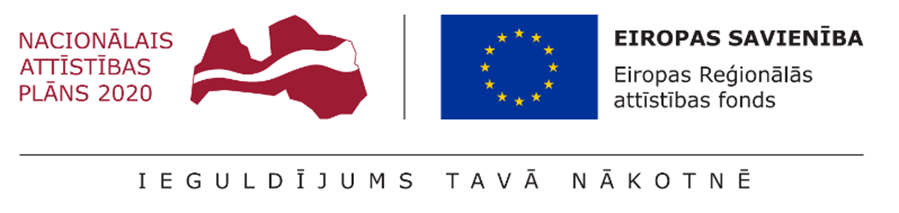 NACIONĀLAIS
ATTĪSTĪBAS
PLĀNS 2020
EIROPAS SAVIENĪBA
Eiropas Reģionālās
attīstības fonds
IEGULDĪJUMS TAVĀ NĀKOTNĒ